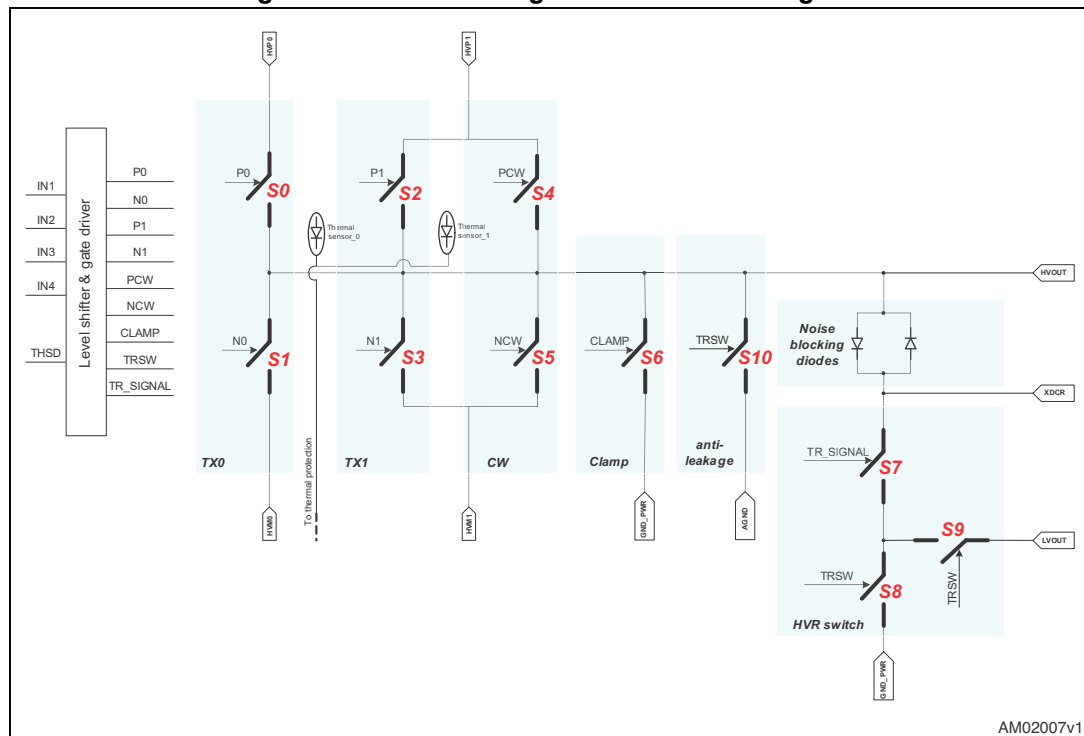 HVP0
HVP1
IN1
IN2
IN3
IN4
THSD
Level shifter & gate driver
P0
N0
P1
N1
PCW
NCW
CLAMP
TRSW
TR_SIGNAL
P0
S0
P1
S2
PCW
S4
Thermal
sensor_0
Thermal
sensor_1
HVOUT
N0
S1
N1
S3
NCW
S5
CLAMP
S6
TRSW
S10
Noise
blocking
diodes
XDCR
TX0
TX1
CW
Clamp
anti-
leakage
TR_SIGNAL
S7
HVM0
To thermal protection
HVM1
GND_PWR
AGND
S9
LVOUT
TRSW
S8
TRSW
HVR switch
GND_PWR
AM02007v1